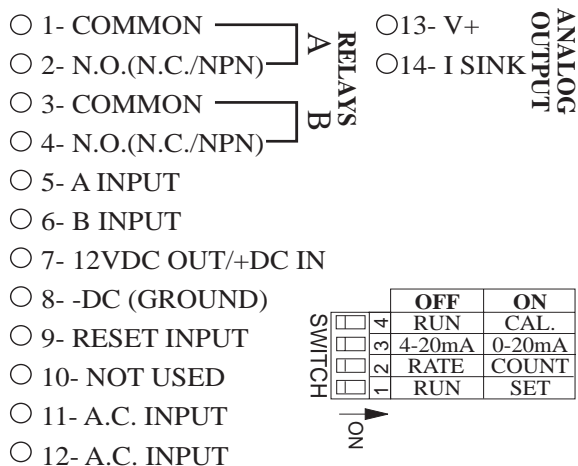 1- COMMON
2- N.O.(N.C./NPN)
3- COMMON
4- N.O.(N.C./NPN)
A
B
RELAYS
5- A INPUT
6- B INPUT
7- 12VDC OUT/+DC IN
8- -DC (GROUND)
9- RESET INPUT
10- NOT USED
11- A.C. INPUT
12- A.C. INPUT
13- V+
14- I SINK
ANALOG
OUTPUT
OFF ON
4 RUN CAL.
3 4-20mA 0-20mA
2 RATE COUNT
1 RUN SET
SWITCH
ON